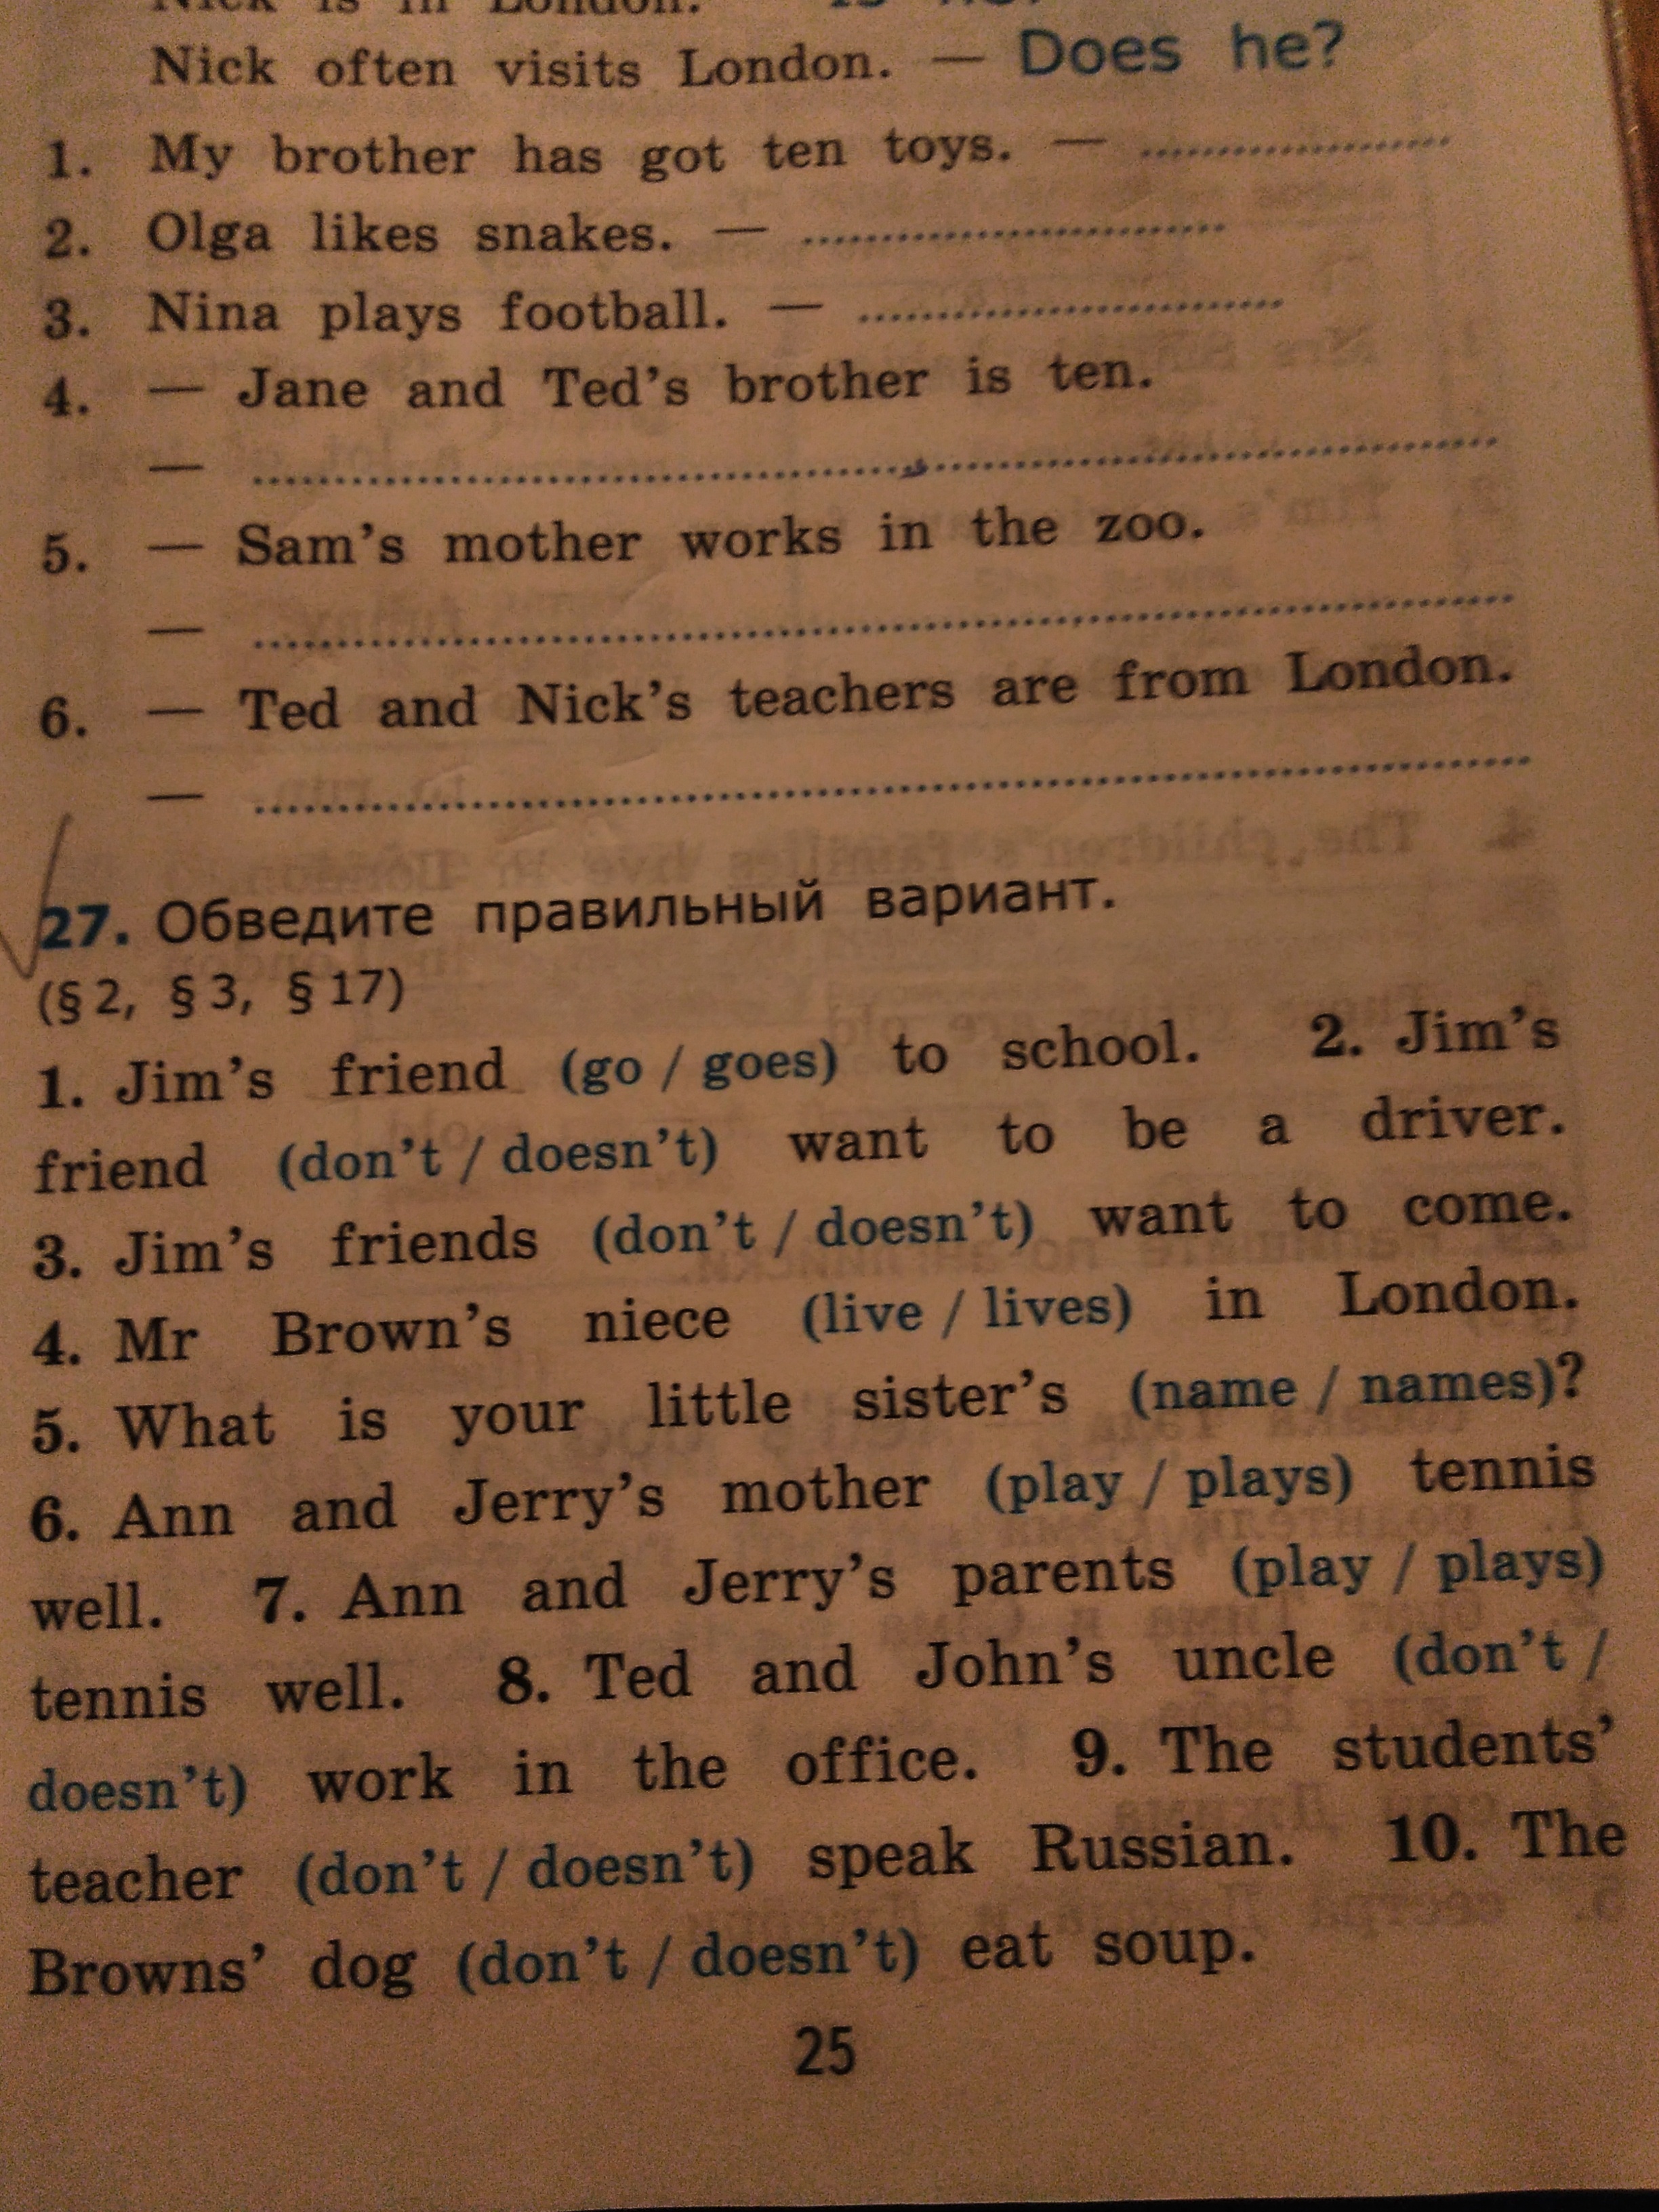 Nick is in London. Is he?
Nick often visits London. — Does he?
1. My brother has got ten toys. — ....................
2. Olga likes snakes. — ....................
3. Nina plays football. — ....................
4. — Jane and Ted's brother is ten.
— ....................
5. — Sam's mother works in the zoo.
— ....................
6. — Ted and Nick's teachers are from London.
— ....................
27. Обведите правильный вариант.
(§ 2, § 3, § 17)
1. Jim's friend (go / goes) to school. 2. Jim's
friend (don't / doesn't) want to be a driver.
3. Jim's friends (don't / doesn't) want to come.
4. Mr Brown's niece (live / lives) in London.
5. What is your little sister's (name / names)?
6. Ann and Jerry's mother (play / plays) tennis
well. 7. Ann and Jerry's parents (play / plays)
tennis well. 8. Ted and John's uncle (don't /
doesn't) work in the office. 9. The students'
teacher (don't / doesn't) speak Russian. 10. The
Browns' dog (don't / doesn't) eat soup.
25